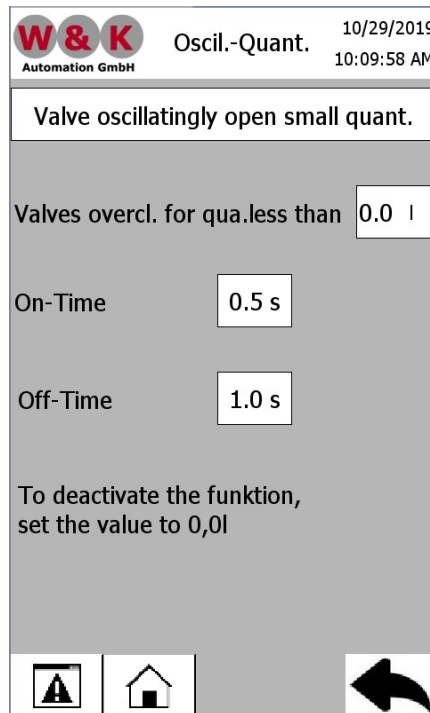 W & K
Automation GmbH
Oscil.-Quant.
10/29/2019
10:09:58 AM
Valve oscillatingly open small quant.
Valves overcl. for qua.less than 0.0 l
On-Time 0.5 s
Off-Time 1.0 s
To deactivate the funktion,
set the value to 0,0l